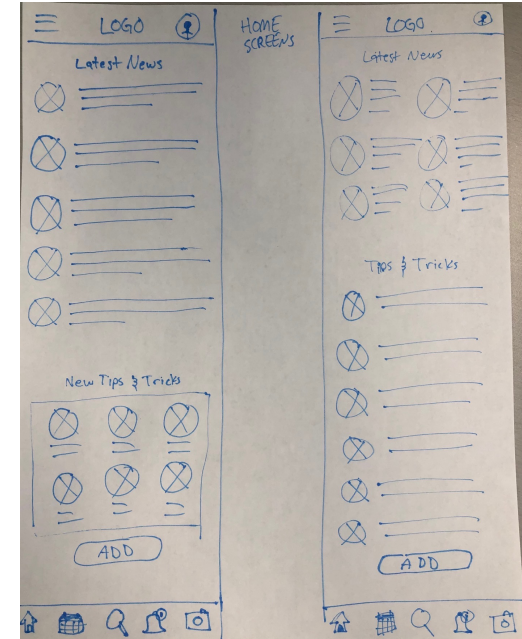 LOGO
Latest News
New Tips & Tricks
ADD
HOME
SCREENS
LOGO
Latest News
Tips & Tricks
ADD